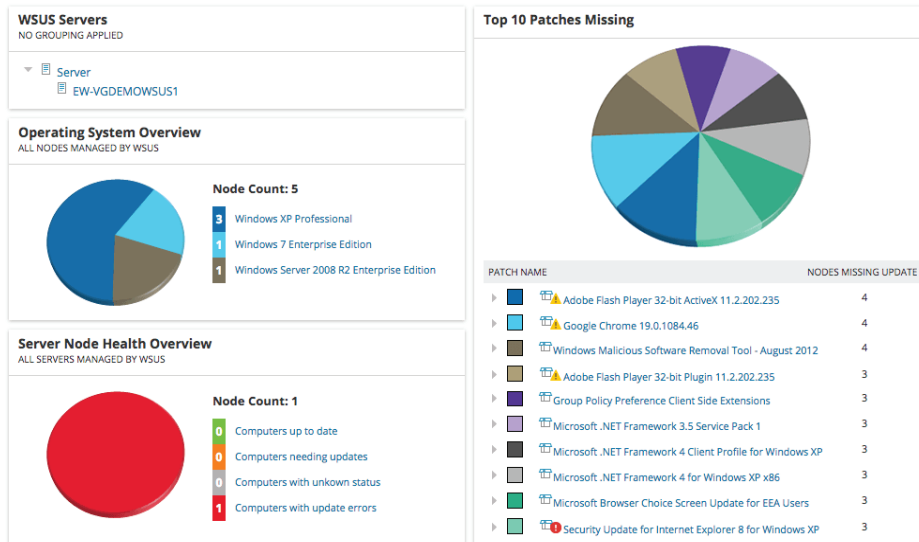 WSUS Servers
NO GROUPING APPLIED
Server
EW-VGDEMOWSUS1
Operating System Overview
ALL NODES MANAGED BY WSUS
Node Count: 5
3 Windows XP Professional
1 Windows 7 Enterprise Edition
1 Windows Server 2008 R2 Enterprise Edition
Server Node Health Overview
ALL SERVERS MANAGED BY WSUS
Node Count: 1
0 Computers up to date
0 Computers needing updates
0 Computers with unkown status
1 Computers with update errors
Top 10 Patches Missing
PATCH NAME NODES MISSING UPDATE
Adobe Flash Player 32-bit ActiveX 11.2.202.235 4
Google Chrome 19.0.1084.46 4
Windows Malicious Software Removal Tool - August 2012 4
Adobe Flash Player 32-bit Plugin 11.2.202.235 3
Group Policy Preference Client Side Extensions 3
Microsoft .NET Framework 3.5 Service Pack 1 3
Microsoft .NET Framework 4 Client Profile for Windows XP 3
Microsoft .NET Framework 4 for Windows XP x86 3
Microsoft Browser Choice Screen Update for EEA Users 3
Security Update for Internet Explorer 8 for Windows XP 3